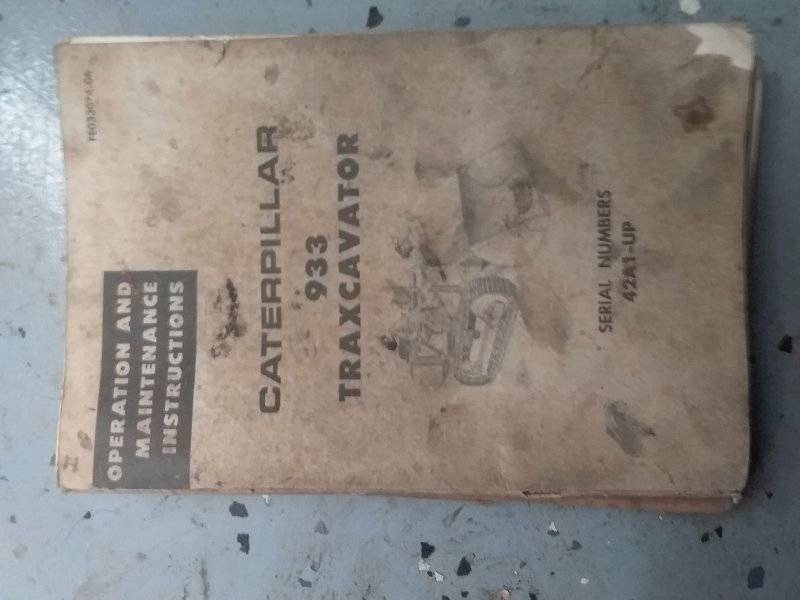 OPERATION AND
MAINTENANCE
INSTRUCTIONS
CATERPILLAR
933
TRAXCAVATOR
SERIAL NUMBERS
42A1-UP